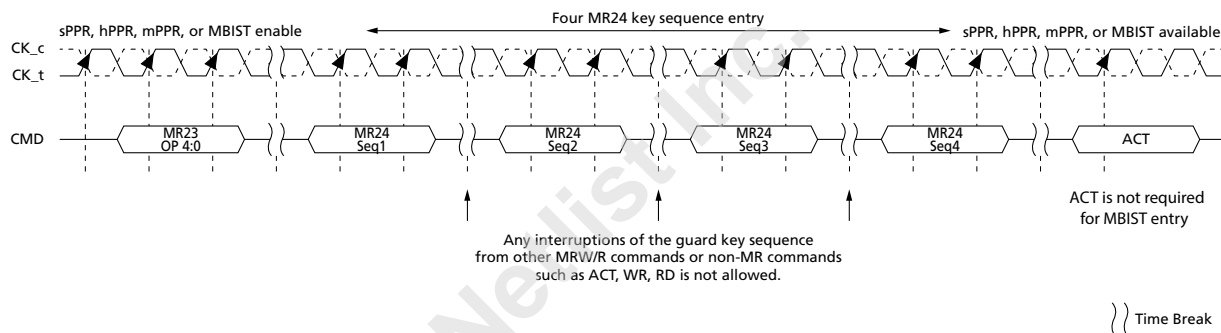 Four MR24 key sequence entry
sPPR, hPPR, mPPR, or MBIST enable
sPPR, hPPR, mPPR, or MBIST available
CK_c
CK_t
CMD
MR23
OP 4:0
MR24
Seq1
MR24
Seq2
MR24
Seq3
MR24
Seq4
ACT
ACT is not required
for MBIST entry
Any interruptions of the guard key sequence
from other MRW/R commands or non-MR commands
such as ACT, WR, RD is not allowed.
Time Break
Netlist Inc.